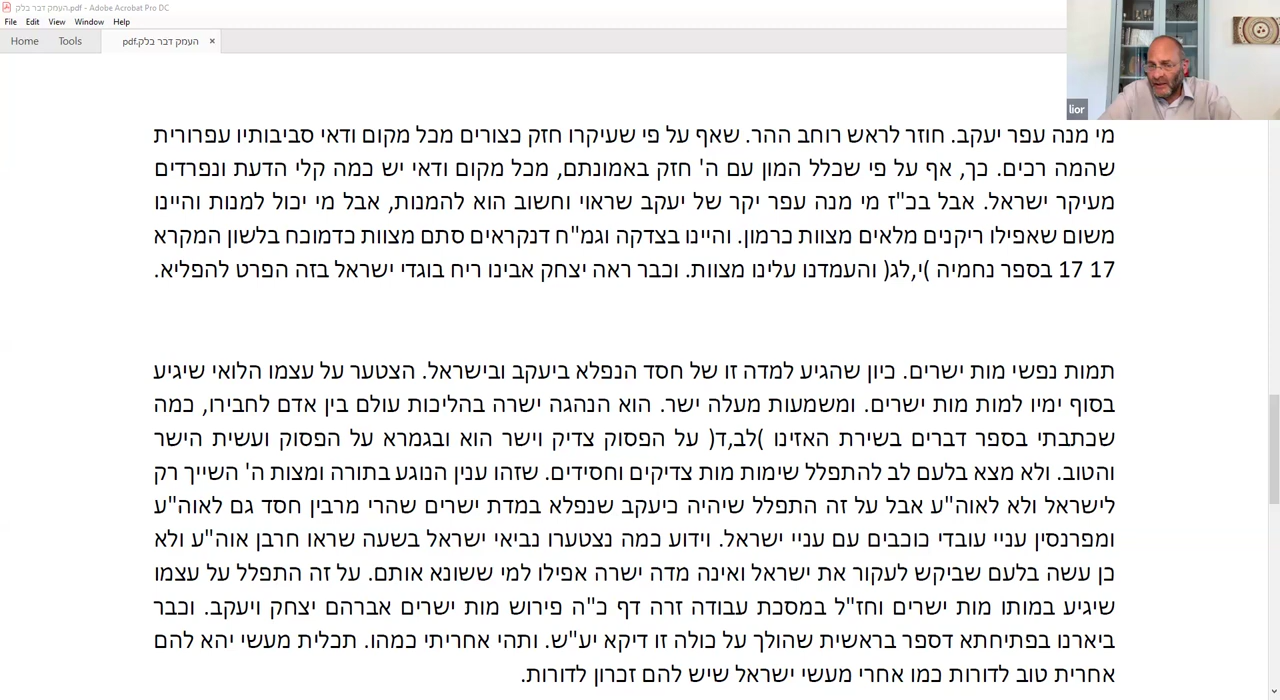 העמק דבר בלק.pdf - Adobe Acrobat Pro DC
File Edit View Window Help
Home Tools העמק דבר בלק.pdf ×
lior
מי מנה עפר יעקב. חוזר לראש רוחב ההר. שאף על פי שעיקרו חזק כצורים מכל מקום ודאי סביבותיו עפרורית
שהמה רכים. כך, אף על פי שכלל המון עם ה' חזק באמונתם, מכל מקום ודאי יש כמה קלי הדעת ונפרדים
מעיקר ישראל. אבל בכ"ז מי מנה עפר יקר של יעקב שראוי וחשוב הוא להמנות, אבל מי יכול למנות והיינו
משום שאפילו ריקנים מלאים מצוות כרמון. והיינו בצדקה וגמ"ח דנקראים סתם מצוות כדמוכח בלשון המקרא
17 17 בספר נחמיה )י,לג( והעמדנו עלינו מצוות. וכבר ראה יצחק אבינו ריח בוגדי ישראל בזה הפרט להפליא.
תמות נפשי מות ישרים. כיון שהגיע למדה זו של חסד הנפלא ביעקב ובישראל. הצטער על עצמו הלואי שיגיע
בסוף ימיו למות מות ישרים. ומשמעות מעלה ישר. הוא הנהגה ישרה בהליכות עולם בין אדם לחבירו, כמה
שכתבתי בספר דברים בשירת האזינו )לב,ד( על הפסוק צדיק וישר הוא ובגמרא על הפסוק ועשית הישר
והטוב. ולא מצא בלעם לב להתפלל שימות מות צדיקים וחסידים. שזהו ענין הנוגע בתורה ומצות ה' השייך רק
לישראל ולא לאוה"ע אבל על זה התפלל שיהיה כיעקב שנפלא במדת ישרים שהרי מרבין חסד גם לאוה"ע
ומפרנסין עניי עובדי כוכבים עם עניי ישראל. וידוע כמה נצטערו נביאי ישראל בשעה שראו חרבן אוה"ע ולא
כן עשה בלעם שביקש לעקור את ישראל ואינה מדה ישרה אפילו למי ששונא אותם. על זה התפלל על עצמו
שיגיע במותו מות ישרים וחז"ל במסכת עבודה זרה דף כ"ה פירוש מות ישרים אברהם יצחק ויעקב. וכבר
ביארנו בפתיחתא דספר בראשית שהולך על כולה זו דיקא יע"ש. ותהי אחריתי כמהו. תכלית מעשי יהא להם
אחרית טוב לדורות כמו אחרי מעשי ישראל שיש להם זכרון לדורות.